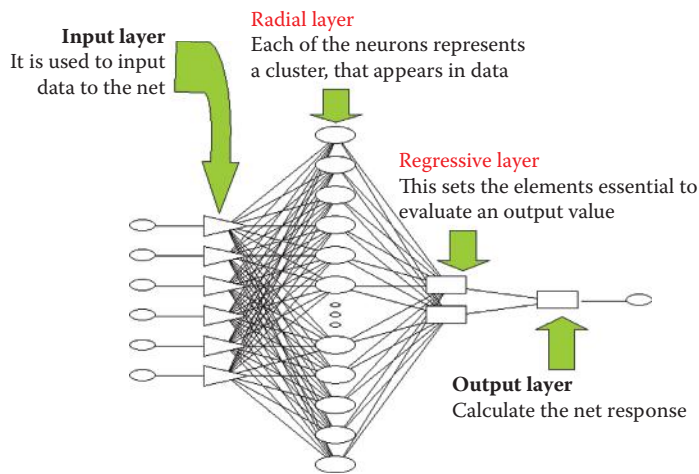 Input layer
It is used to input
data to the net
Radial layer
Each of the neurons represents
a cluster, that appears in data
Regressive layer
This sets the elements essential to
evaluate an output value
Output layer
Calculate the net response